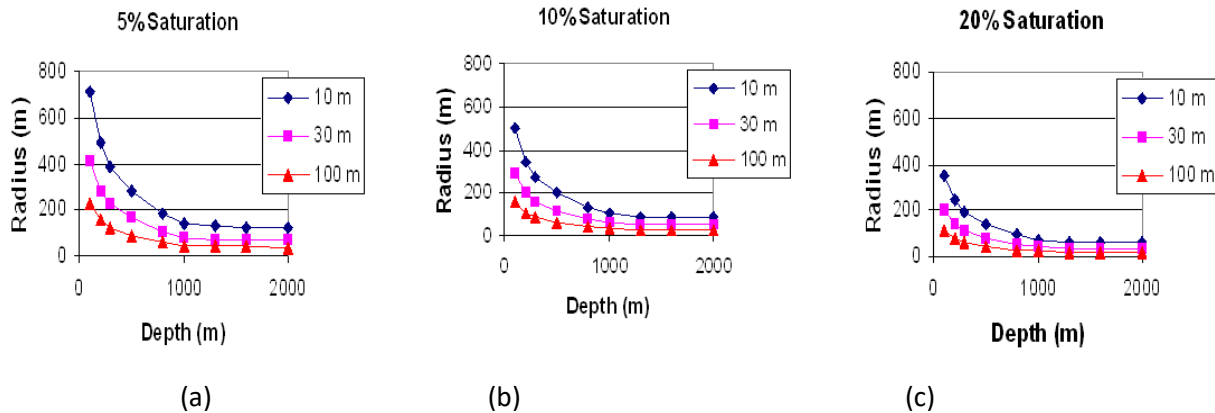 5%Saturation
Radius (m)
800
600
400
200
0
0 1000 2000
Depth (m)
10 m
30 m
100 m
(a)
10%Saturation
Radius (m)
800
600
400
200
0
0 1000 2000
Depth (m)
10 m
30 m
100 m
(b)
20%Saturation
Radius (m)
800
600
400
200
0
0 1000 2000
Depth (m)
10 m
30 m
100 m
(c)